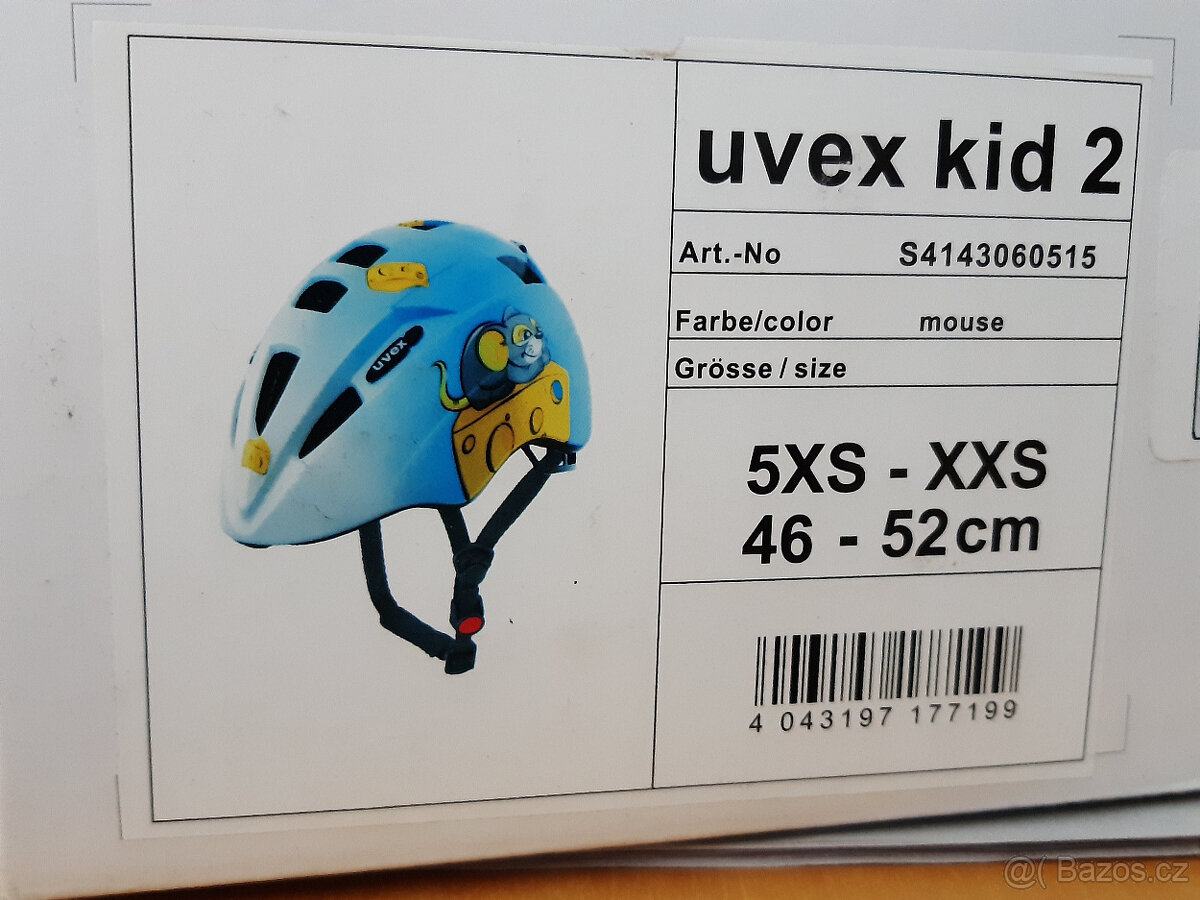 uvex kid 2
Art.-No S4143060515
Farbe/color mouse
Grösse / size
5XS - XXS
46 - 52cm
4 043197 177199
uvex
@( Bazos.cz